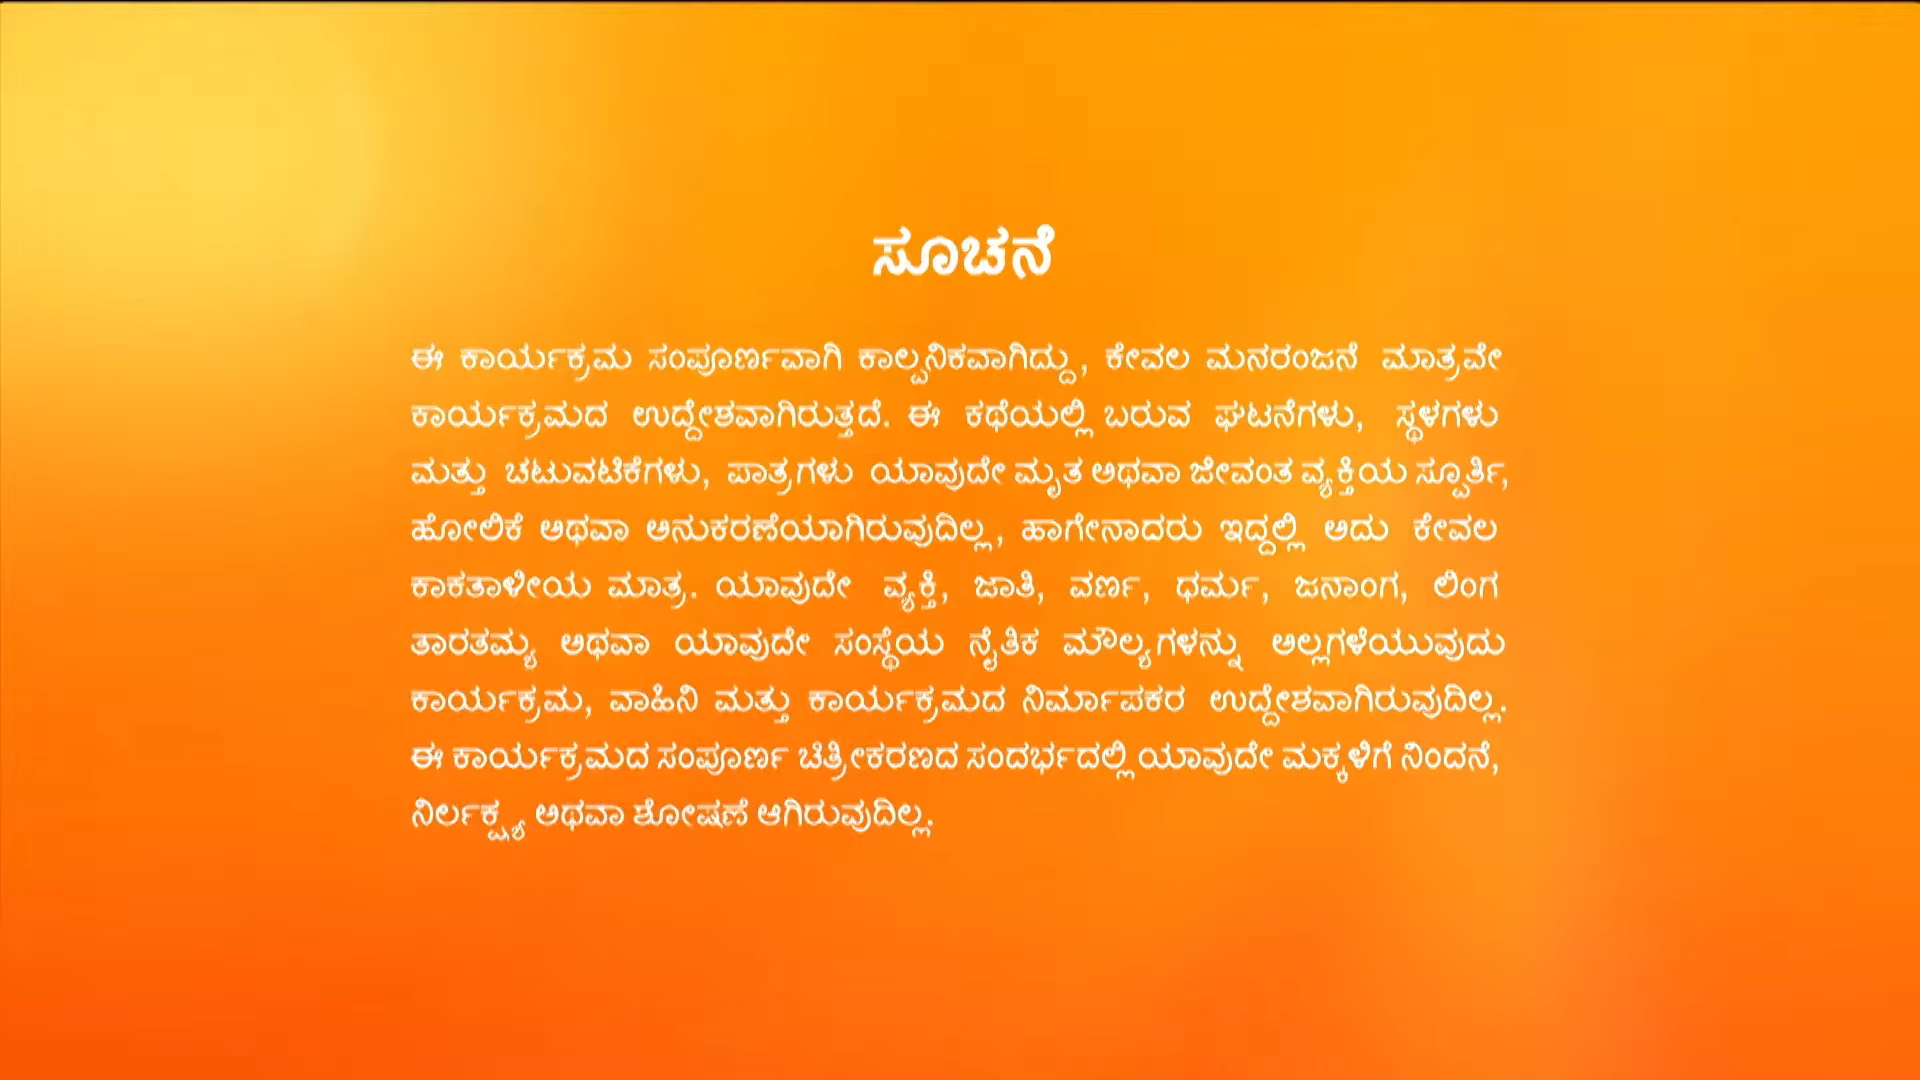 ಸೂಚನೆ
ಈ ಕಾರ್ಯಕ್ರಮ ಸಂಪೂರ್ಣವಾಗಿ ಕಾಲ್ಪನಿಕವಾಗಿದ್ದು, ಕೇವಲ ಮನರಂಜನೆ ಮಾತ್ರವೇ
ಕಾರ್ಯಕ್ರಮದ ಉದ್ದೇಶವಾಗಿರುತ್ತದೆ. ಈ ಕಥೆಯಲ್ಲಿ ಬರುವ ಘಟನೆಗಳು, ಸ್ಥಳಗಳು
ಮತ್ತು ಚಟುವಟಿಕೆಗಳು, ಪಾತ್ರಗಳು ಯಾವುದೇ ಮೃತ ಅಥವಾ ಜೀವಂತ ವ್ಯಕ್ತಿಯ ಸ್ಪೂರ್ತಿ,
ಹೋಲಿಕೆ ಅಥವಾ ಅನುಕರಣೆಯಾಗಿರುವುದಿಲ್ಲ, ಹಾಗೇನಾದರು ಇದ್ದಲ್ಲಿ ಅದು ಕೇವಲ
ಕಾಕತಾಳೀಯ ಮಾತ್ರ. ಯಾವುದೇ ವ್ಯಕ್ತಿ, ಜಾತಿ, ವರ್ಣ, ಧರ್ಮ, ಜನಾಂಗ, ಲಿಂಗ
ತಾರತಮ್ಯ ಅಥವಾ ಯಾವುದೇ ಸಂಸ್ಥೆಯ ನೈತಿಕ ಮೌಲ್ಯಗಳನ್ನು ಅಲ್ಲಗಳೆಯುವುದು
ಕಾರ್ಯಕ್ರಮ, ವಾಹಿನಿ ಮತ್ತು ಕಾರ್ಯಕ್ರಮದ ನಿರ್ಮಾಪಕರ ಉದ್ದೇಶವಾಗಿರುವುದಿಲ್ಲ.
ಈ ಕಾರ್ಯಕ್ರಮದ ಸಂಪೂರ್ಣ ಚಿತ್ರೀಕರಣದ ಸಂದರ್ಭದಲ್ಲಿ ಯಾವುದೇ ಮಕ್ಕಳಿಗೆ ನಿಂದನೆ,
ನಿರ್ಲಕ್ಷ್ಯ ಅಥವಾ ಶೋಷಣೆ ಆಗಿರುವುದಿಲ್ಲ.